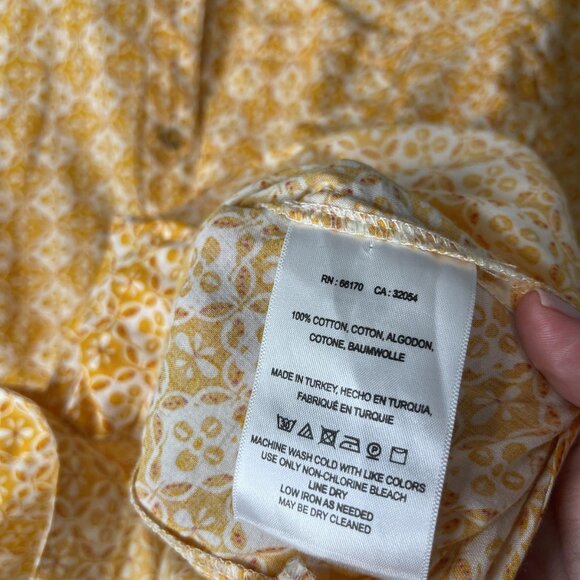 RN : 66170 CA : 32054
100% COTTON, COTON, ALGODON,
COTONE, BAUMWOLLE
MADE IN TURKEY, HECHO EN TURQUIA,
FABRIQUÉ EN TURQUIE
MACHINE WASH COLD WITH LIKE COLORS
USE ONLY NON-CHLORINE BLEACH
LINE DRY
LOW IRON AS NEEDED
MAY BE DRY CLEANED